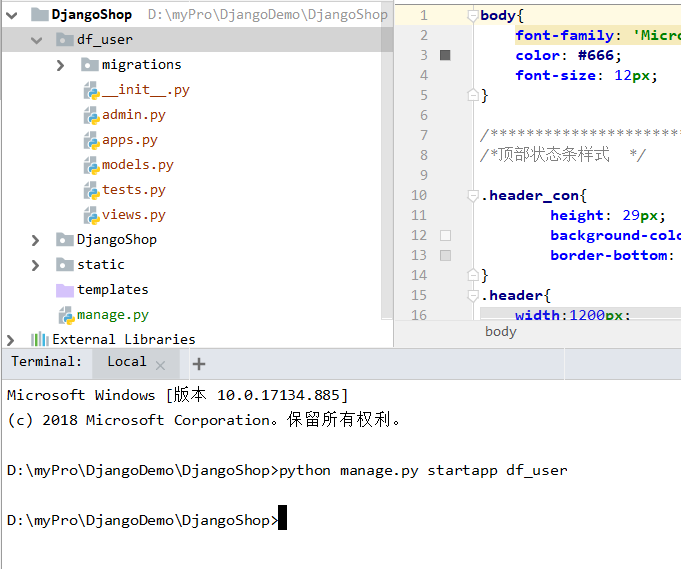 DjangoShop D:\myPro\DjangoDemo\DjangoShop
df_user
migrations
__init__.py
admin.py
apps.py
models.py
tests.py
views.py
DjangoShop
static
templates
manage.py
External Libraries
1 body{
2 font-family: 'Micro
3 color: #666;
4 font-size: 12px;
5 }
6
7 /**********************
8 /*顶部状态条样式 */
9
10 .header_con{
11 height: 29px;
12 background-colo
13 border-bottom:
14 }
15 .header{
16 width:1200px;
body
Terminal: Local +
Microsoft Windows [版本 10.0.17134.885]
(c) 2018 Microsoft Corporation。保留所有权利。
D:\myPro\DjangoDemo\DjangoShop>python manage.py startapp df_user
D:\myPro\DjangoDemo\DjangoShop>